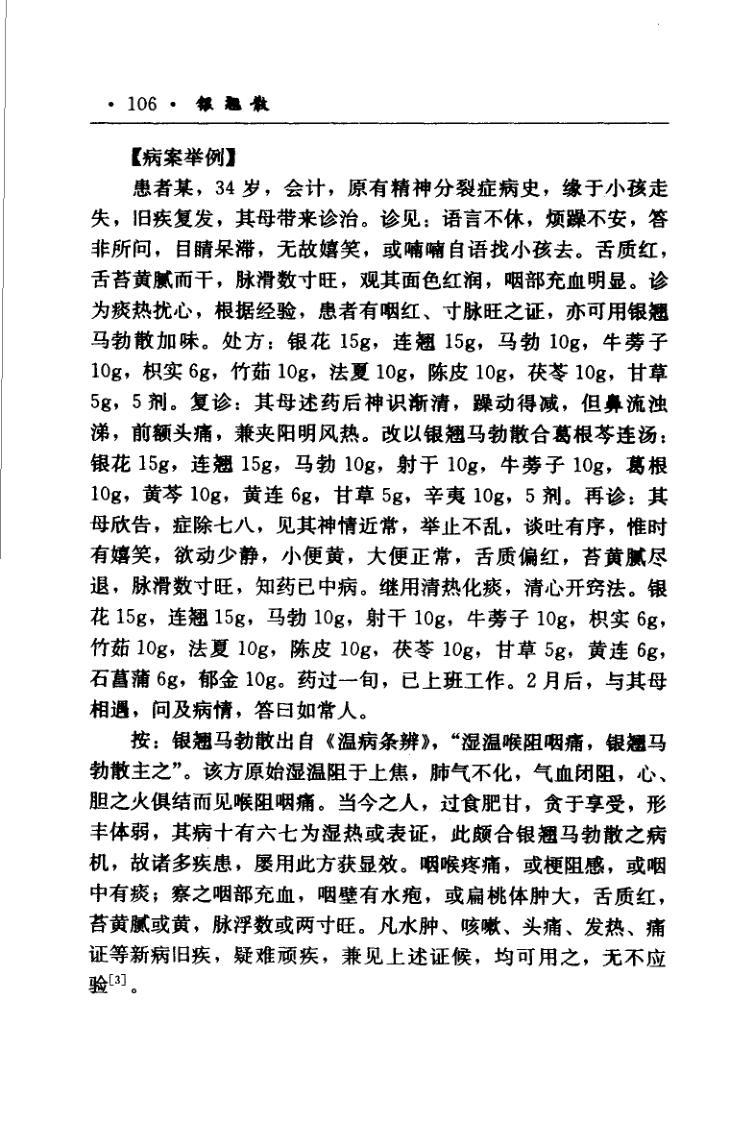 · 106 · 银翘散
【病案举例】
患者某，34 岁，会计，原有精神分裂症病史，缘于小孩走
失，旧疾复发，其母带来诊治。诊见：语言不休，烦躁不安，答
非所问，目睛呆滞，无故嬉笑，或喃喃自语找小孩去。舌质红，
舌苔黄腻而干，脉滑数寸旺，观其面色红润，咽部充血明显。诊
为痰热扰心，根据经验，患者有咽红、寸脉旺之证，亦可用银翘
马勃散加味。处方：银花 15g，连翘 15g，马勃 10g，牛蒡子
10g，枳实 6g，竹茹 10g，法夏 10g，陈皮 10g，茯苓 10g，甘草
5g，5 剂。复诊：其母述药后神识渐清，躁动得减，但鼻流浊
涕，前额头痛，兼夹阳明风热。改以银翘马勃散合葛根芩连汤：
银花 15g，连翘 15g，马勃 10g，射干 10g，牛蒡子 10g，葛根
10g，黄芩 10g，黄连 6g，甘草 5g，辛夷 10g，5 剂。再诊：其
母欣告，症除七八，见其神情近常，举止不乱，谈吐有序，惟时
有嬉笑，欲动少静，小便黄，大便正常，舌质偏红，苔黄腻尽
退，脉滑数寸旺，知药已中病。继用清热化痰，清心开窍法。银
花 15g，连翘 15g，马勃 10g，射干 10g，牛蒡子 10g，枳实 6g，
竹茹 10g，法夏 10g，陈皮 10g，茯苓 10g，甘草 5g，黄连 6g，
石菖蒲 6g，郁金 10g。药过一旬，已上班工作。2 月后，与其母
相遇，问及病情，答曰如常人。
按：银翘马勃散出自《温病条辨》，“湿温喉阻咽痛，银翘马
勃散主之”。该方原始湿温阻于上焦，肺气不化，气血闭阻，心、
胆之火俱结而见喉阻咽痛。当今之人，过食肥甘，贪于享受，形
丰体弱，其病十有六七为湿热或表证，此颇合银翘马勃散之病
机，故诸多疾患，屡用此方获显效。咽喉疼痛，或梗阻感，或咽
中有痰；察之咽部充血，咽壁有水疱，或扁桃体肿大，舌质红，
苔黄腻或黄，脉浮数或两寸旺。凡水肿、咳嗽、头痛、发热、痛
证等新病旧疾，疑难顽疾，兼见上述证候，均可用之，无不应
验[3]。